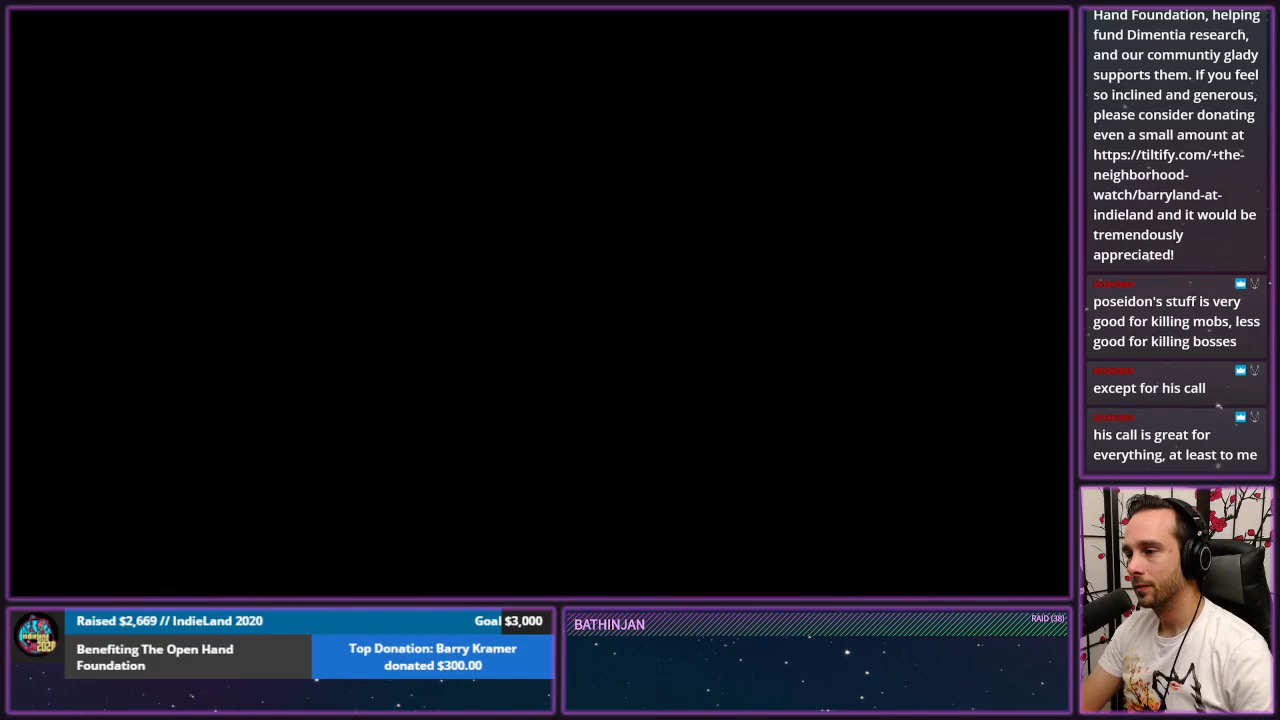 Hand Foundation, helping
fund Dimentia research,
and our communtiy glady
supports them. If you feel
so inclined and generous,
please consider donating
even a small amount at
https://tiltify.com/+the-
neighborhood-
watch/barryland-at-
indieland and it would be
tremendously
appreciated!
poseidon's stuff is very
good for killing mobs, less
good for killing bosses
except for his call
his call is great for
everything, at least to me
Raised $2,669 // IndieLand 2020
Goal $3,000
Benefiting The Open Hand
Foundation
Top Donation: Barry Kramer
donated $300.00
BATHINJAN
RAID (38)